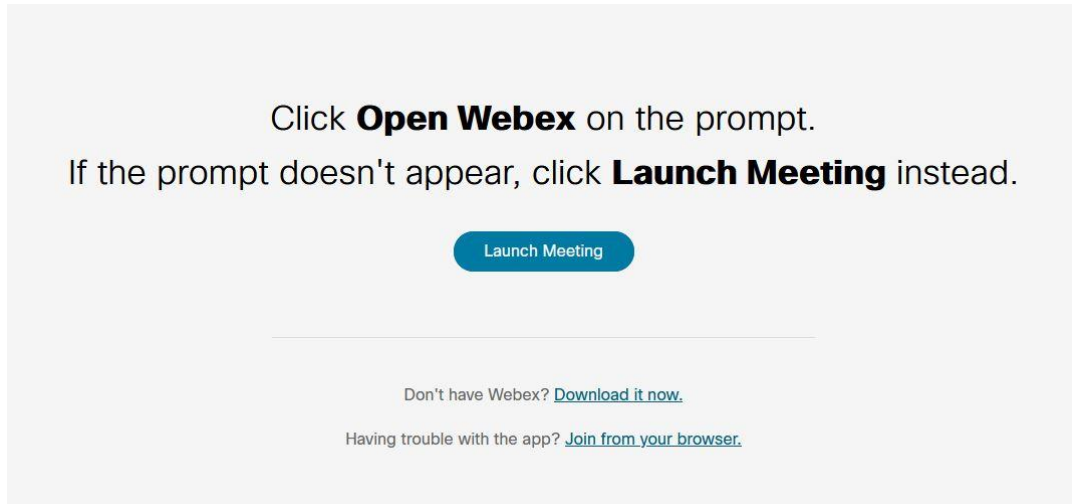 Click Open Webex on the prompt.
If the prompt doesn't appear, click Launch Meeting instead.
Launch Meeting
Don't have Webex? Download it now.
Having trouble with the app? Join from your browser.